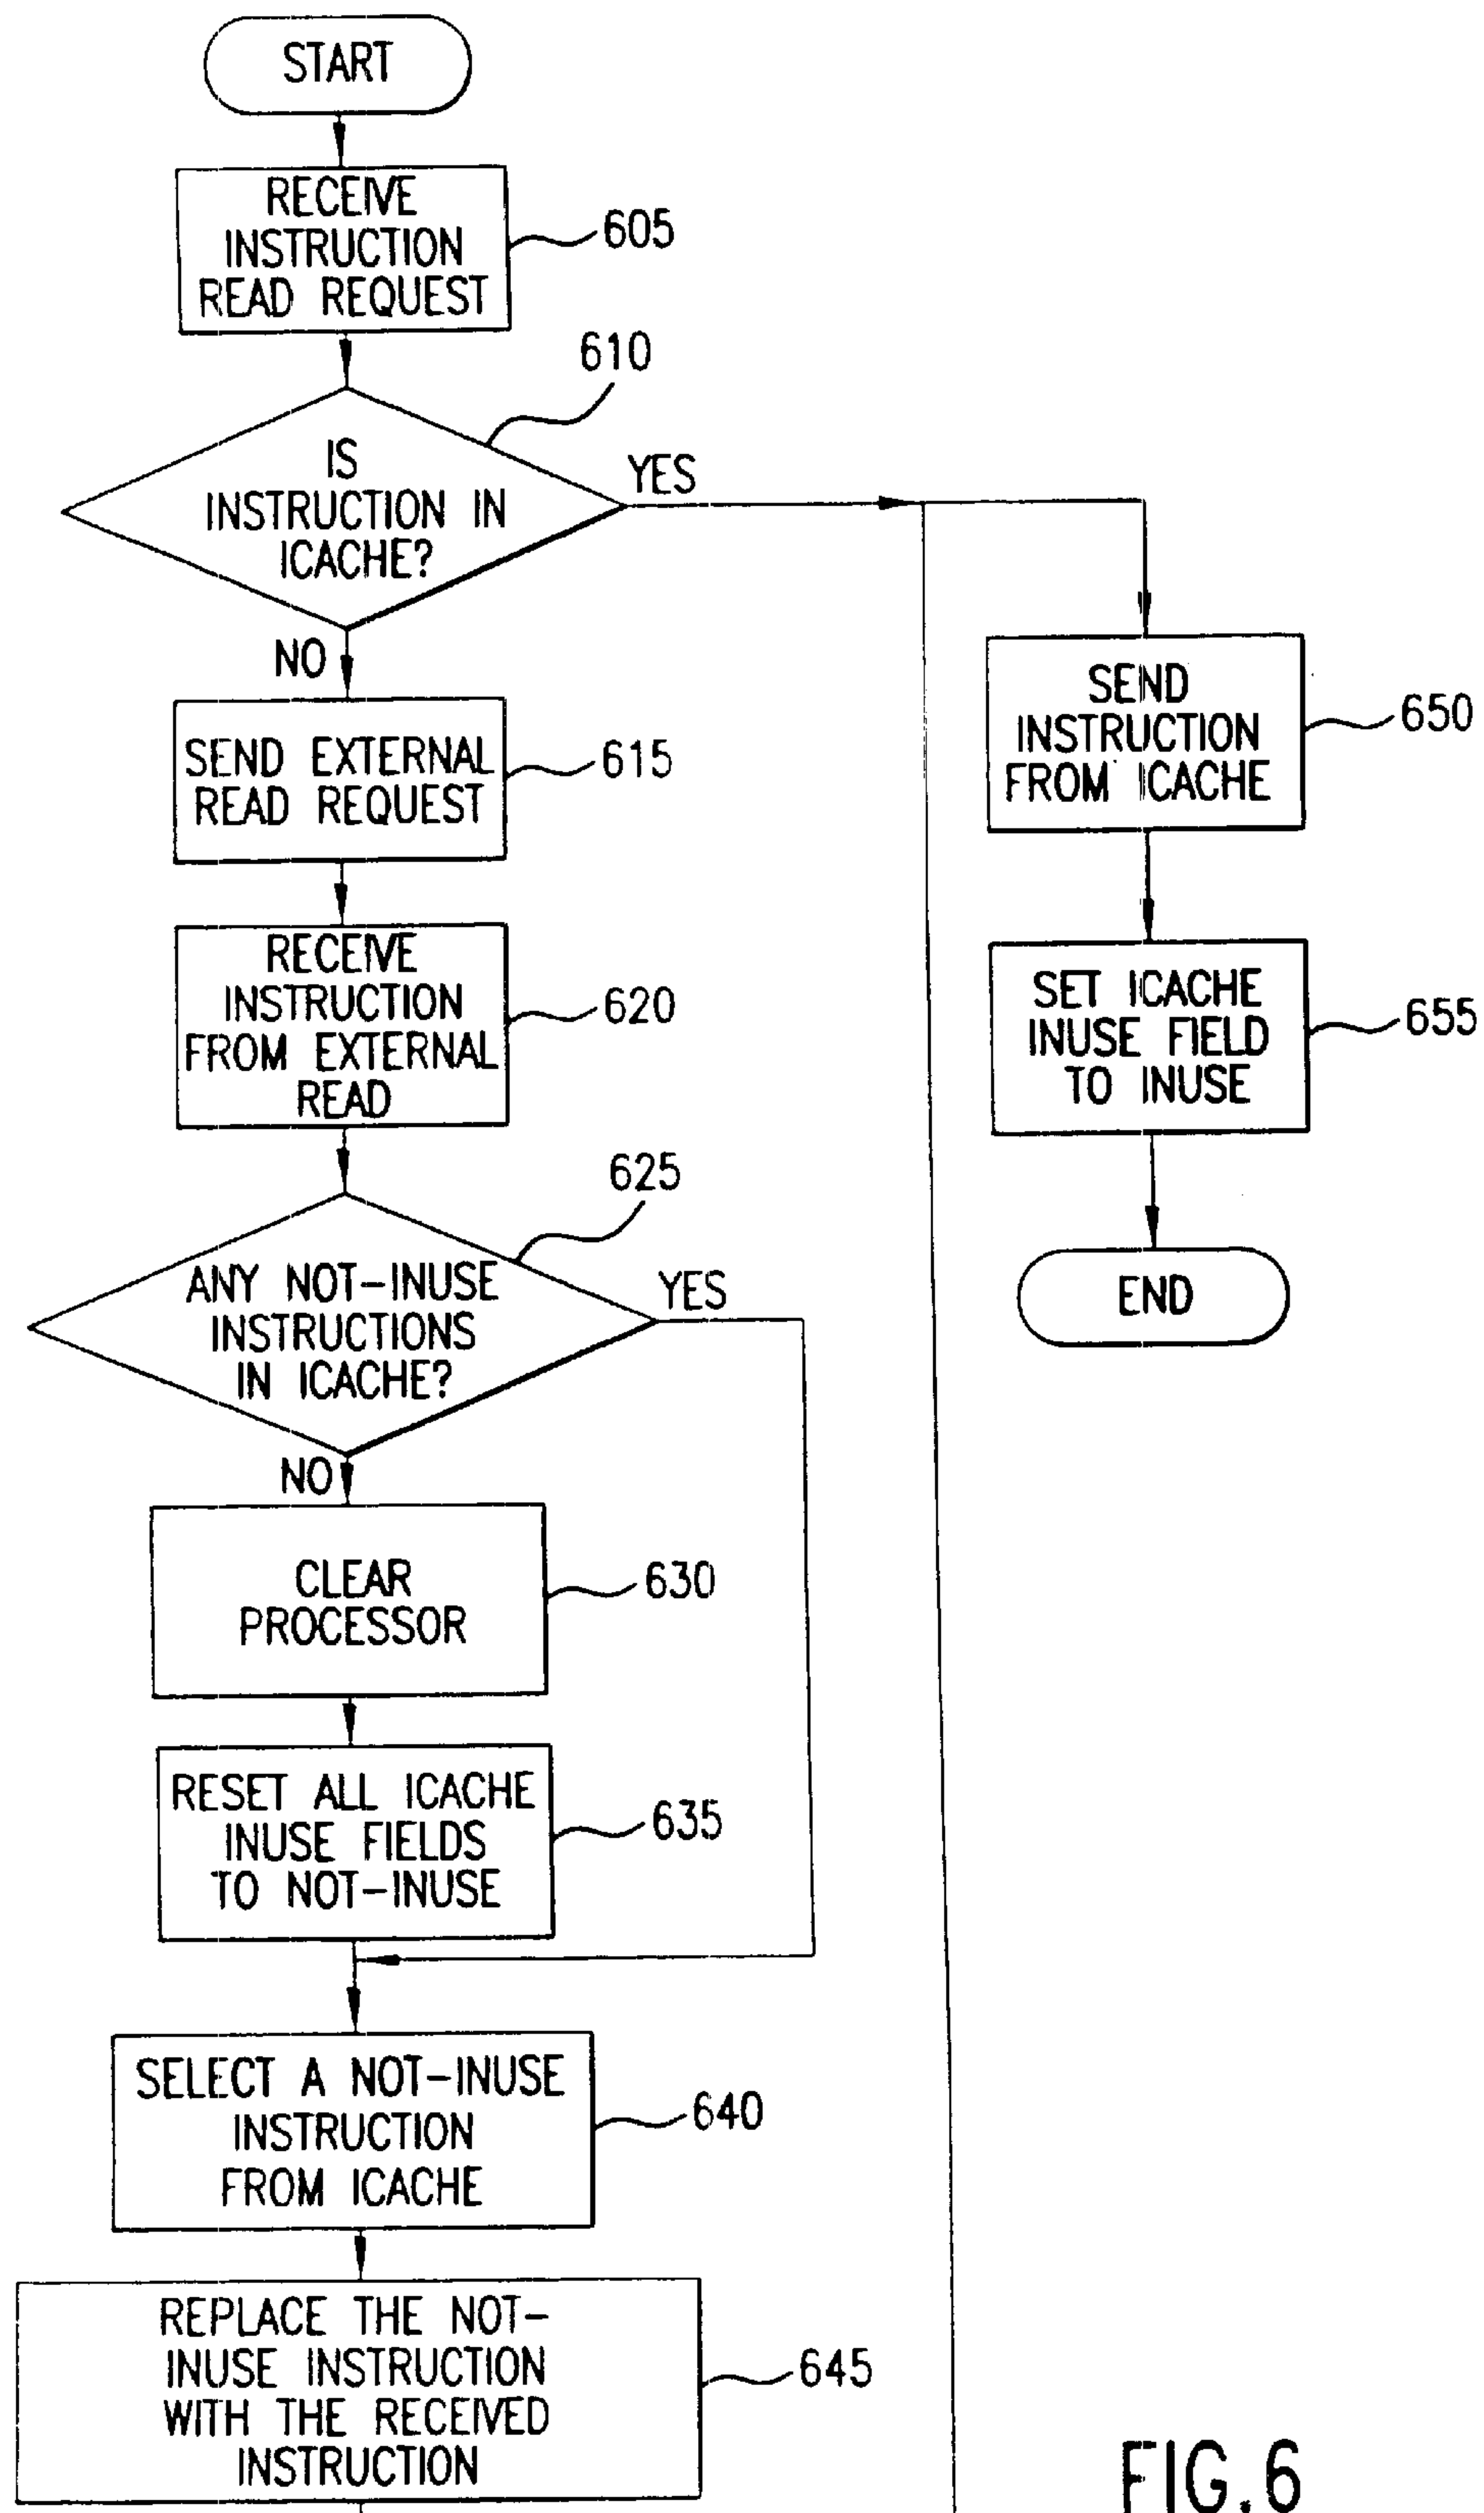 START
RECEIVE
INSTRUCTION
READ REQUEST
605
610
IS
INSTRUCTION IN
ICACHE?
YES
NO
SEND EXTERNAL
READ REQUEST
615
RECEIVE
INSTRUCTION
FROM EXTERNAL
READ
620
625
ANY NOT-INUSE
INSTRUCTIONS
IN ICACHE?
YES
NO
CLEAR
PROCESSOR
630
RESET ALL ICACHE
INUSE FIELDS
TO NOT-INUSE
635
SELECT A NOT-INUSE
INSTRUCTION
FROM ICACHE
640
REPLACE THE NOT-
INUSE INSTRUCTION
WITH THE RECEIVED
INSTRUCTION
645
SEND
INSTRUCTION
FROM ICACHE
650
SET ICACHE
INUSE FIELD
TO INUSE
655
END
FIG.6